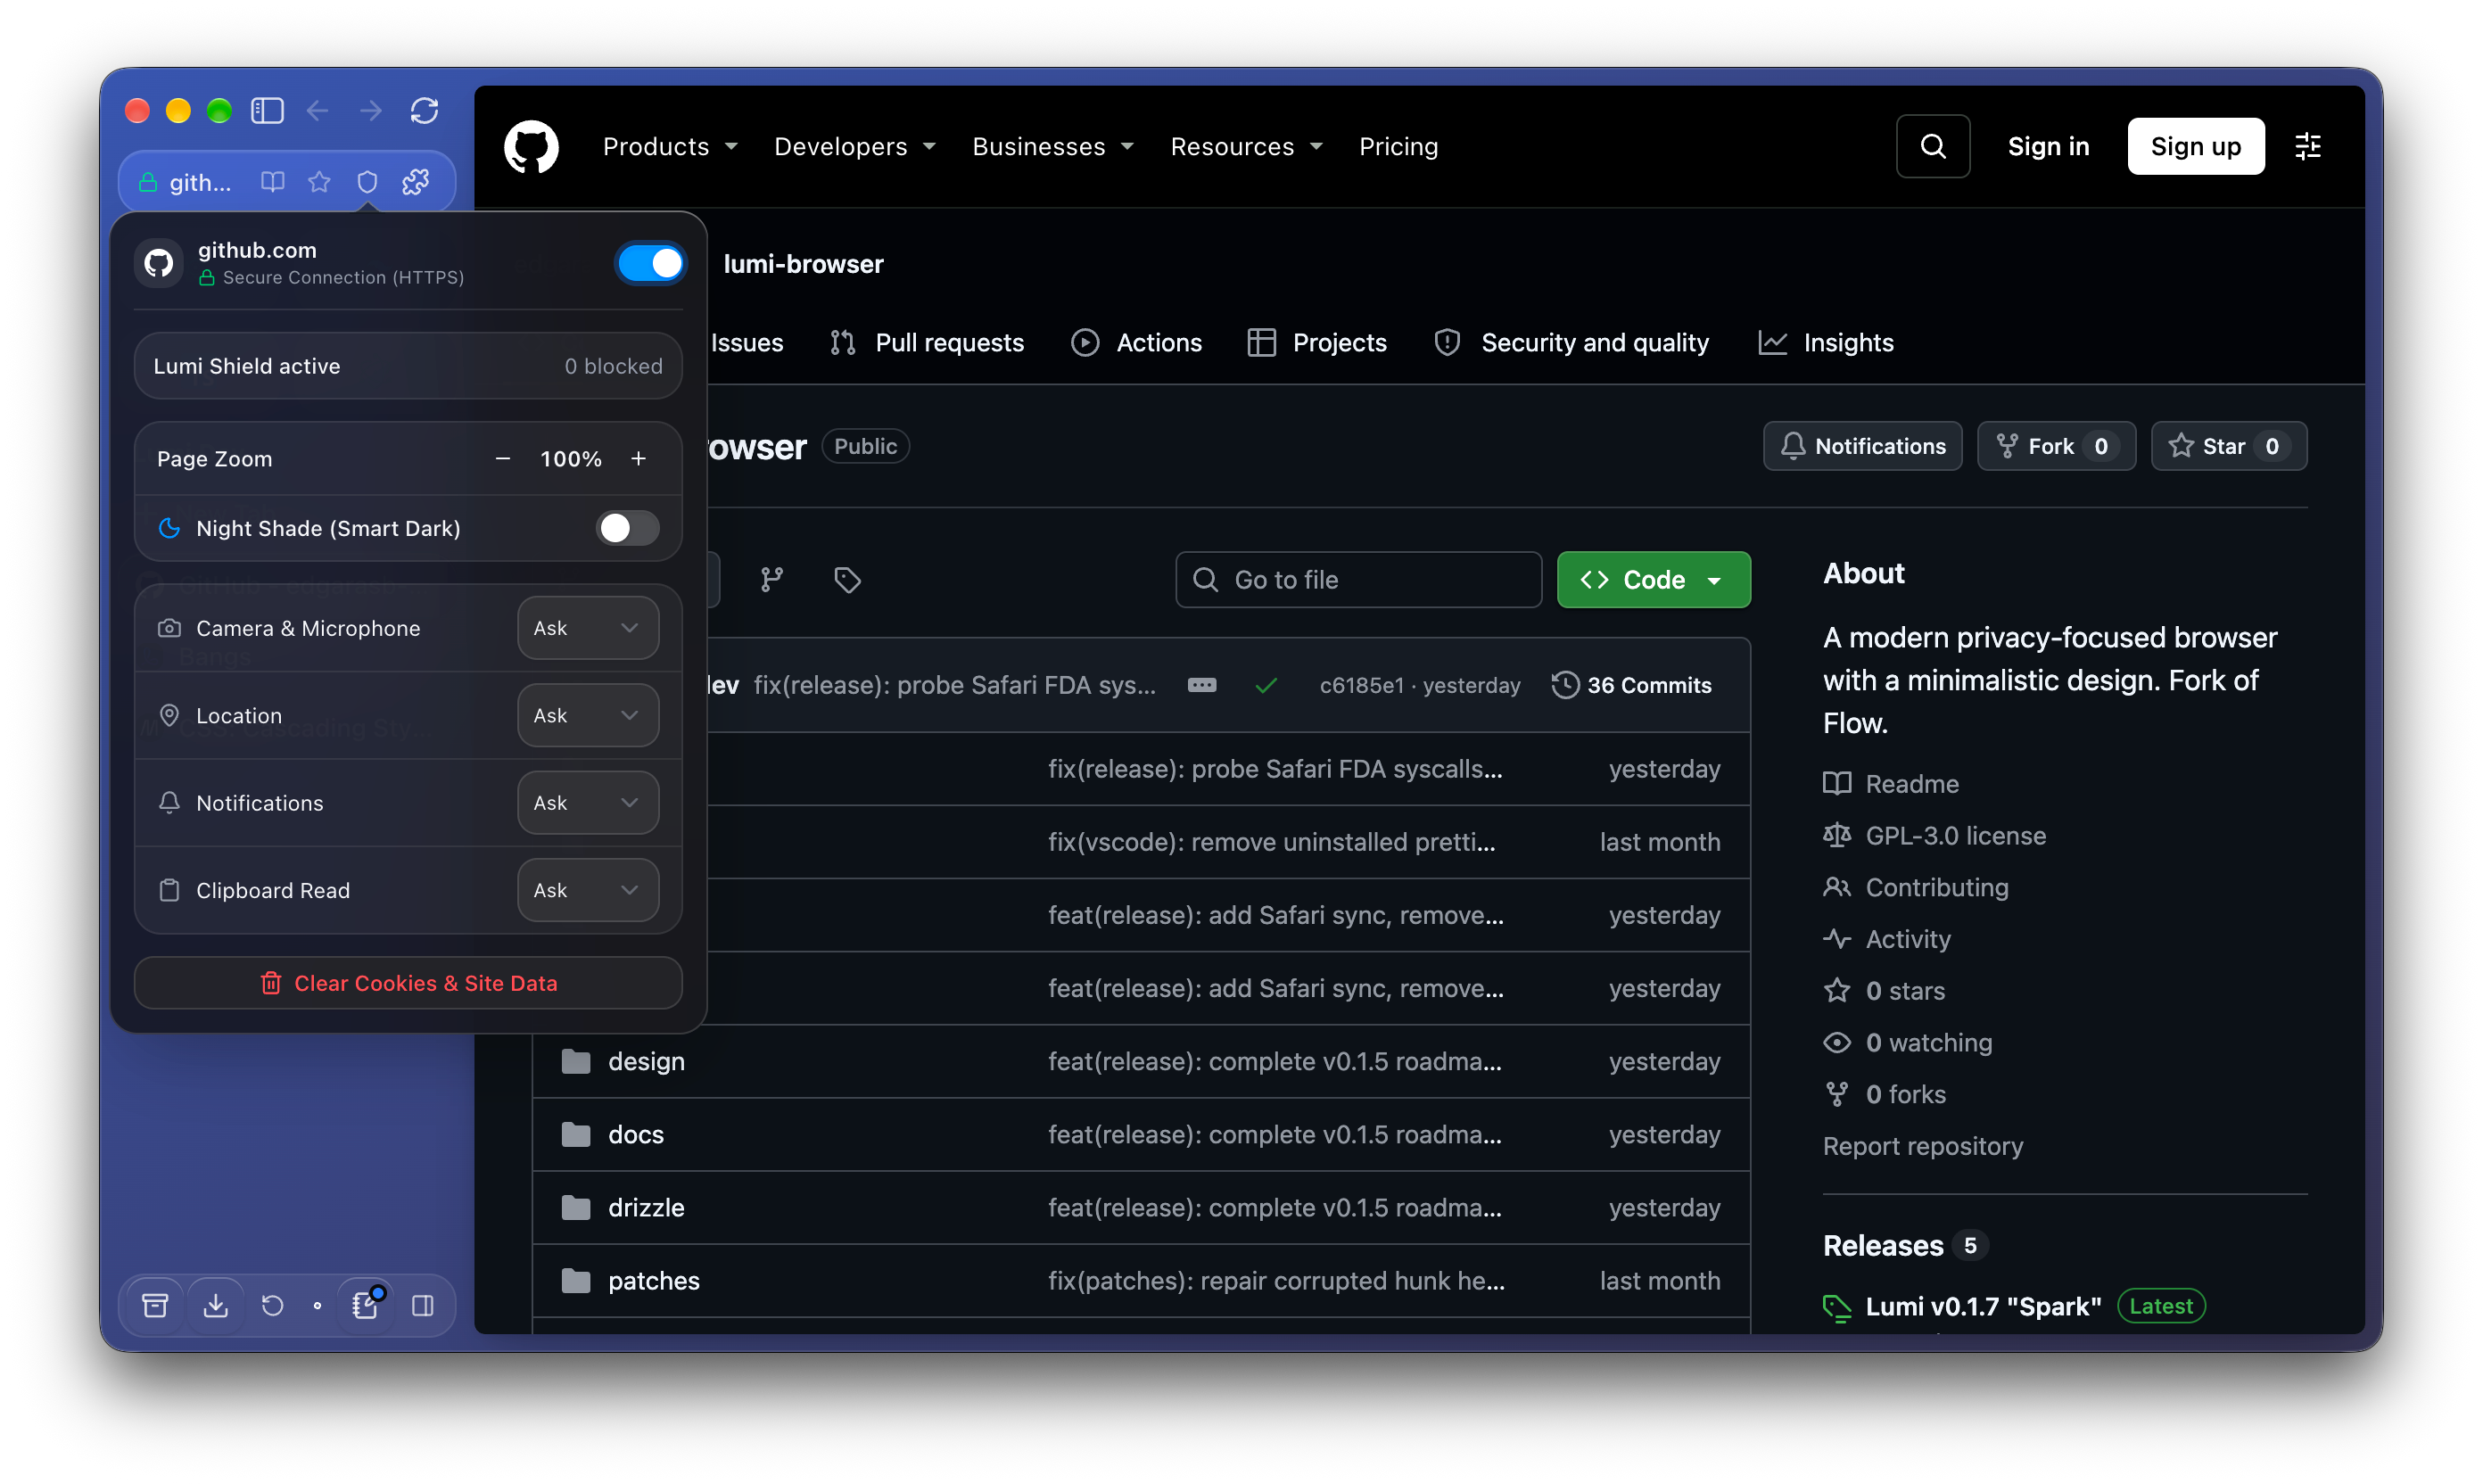 gith...
Products
Developers
Businesses
Resources
Pricing
Sign in
Sign up
github.com
Secure Connection (HTTPS)
Lumi Shield active
0 blocked
Page Zoom
100%
Night Shade (Smart Dark)
Camera & Microphone
Ask
Location
Ask
Notifications
Ask
Clipboard Read
Ask
Clear Cookies & Site Data
lumi-browser
Issues
Pull requests
Actions
Projects
Security and quality
Insights
owser
Public
Notifications
Fork 0
Star 0
Go to file
Code
fix(release): probe Safari FDA sys...
c6185e1 · yesterday
36 Commits
fix(release): probe Safari FDA syscalls...
yesterday
fix(vscode): remove uninstalled pretti...
last month
feat(release): add Safari sync, remove...
yesterday
feat(release): add Safari sync, remove...
yesterday
design
feat(release): complete v0.1.5 roadma...
yesterday
docs
feat(release): complete v0.1.5 roadma...
yesterday
drizzle
feat(release): complete v0.1.5 roadma...
yesterday
patches
fix(patches): repair corrupted hunk he...
last month
About
A modern privacy-focused browser
with a minimalistic design. Fork of
Flow.
Readme
GPL-3.0 license
Contributing
Activity
0 stars
0 watching
0 forks
Report repository
Releases 5
Lumi v0.1.7 "Spark"
Latest